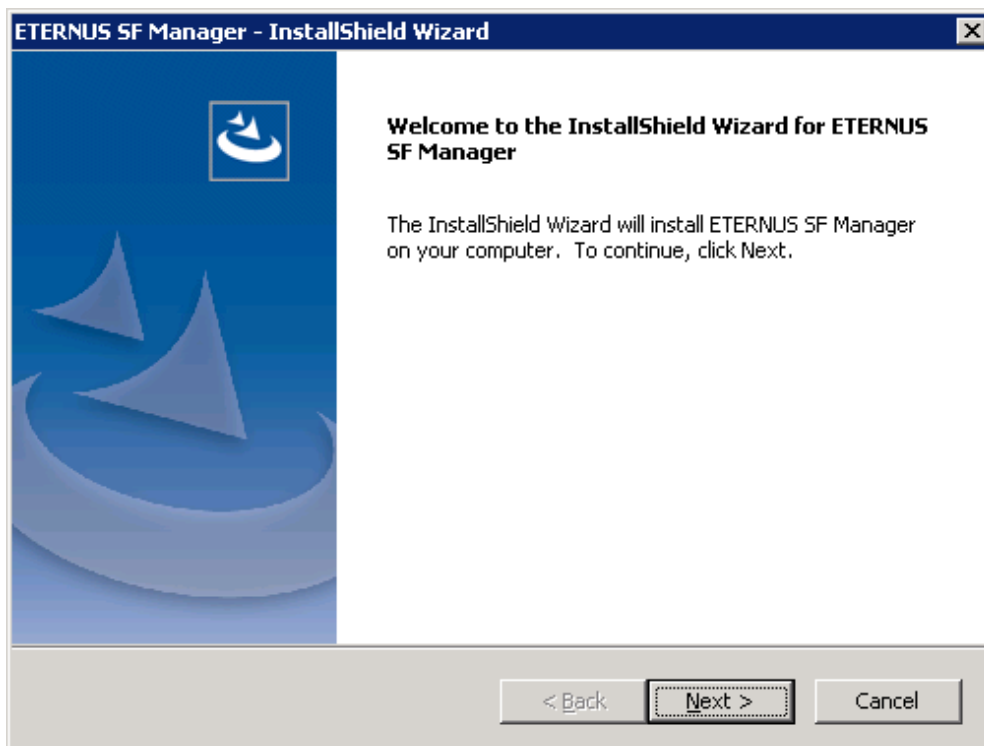 ETERNUS SF Manager - InstallShield Wizard
Welcome to the InstallShield Wizard for ETERNUS
SF Manager
The InstallShield Wizard will install ETERNUS SF Manager
on your computer.  To continue, click Next.
< Back
Next >
Cancel